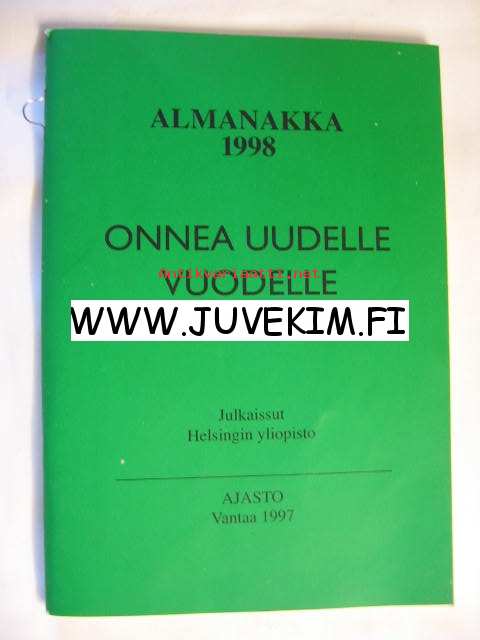 ALMANAKKA
1998
ONNEA UUDELLE
Antikvariaatti.net
VUODELLE
WWW.JUVEKIM.FI
Julkaissut
Helsingin yliopisto
AJASTO
Vantaa 1997